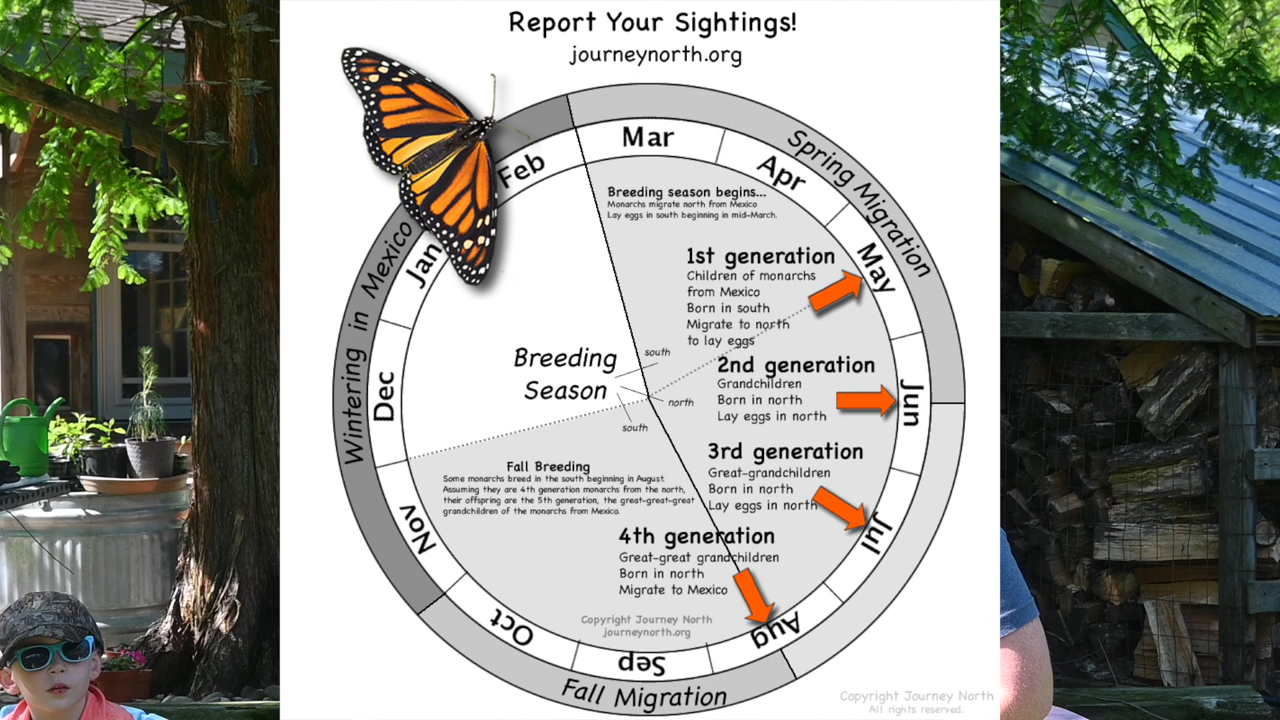 Report Your Sightings!
journeynorth.org
Mar
Apr
May
Jun
Jul
Aug
Sep
Oct
Nov
Dec
Jan
Feb
Spring Migration
Fall Migration
Wintering in Mexico
Breeding season begins...
Monarchs migrate north from Mexico
Lay eggs in south beginning in mid-March.
1st generation
Children of monarchs
from Mexico
Born in south
Migrate to north
to lay eggs
Breeding
Season
south
north
south
2nd generation
Grandchildren
Born in north
Lay eggs in north
3rd generation
Great-grandchildren
Born in north
Lay eggs in north
Fall Breeding
Some monarchs breed in the south beginning in August.
Assuming they are 4th generation monarchs from the north,
their offspring are the 5th generation, the great-great-great
grandchildren of the monarchs from Mexico.
4th generation
Great-great grandchildren
Born in north
Migrate to Mexico
Copyright Journey North
journeynorth.org
Copyright Journey North
All rights reserved.